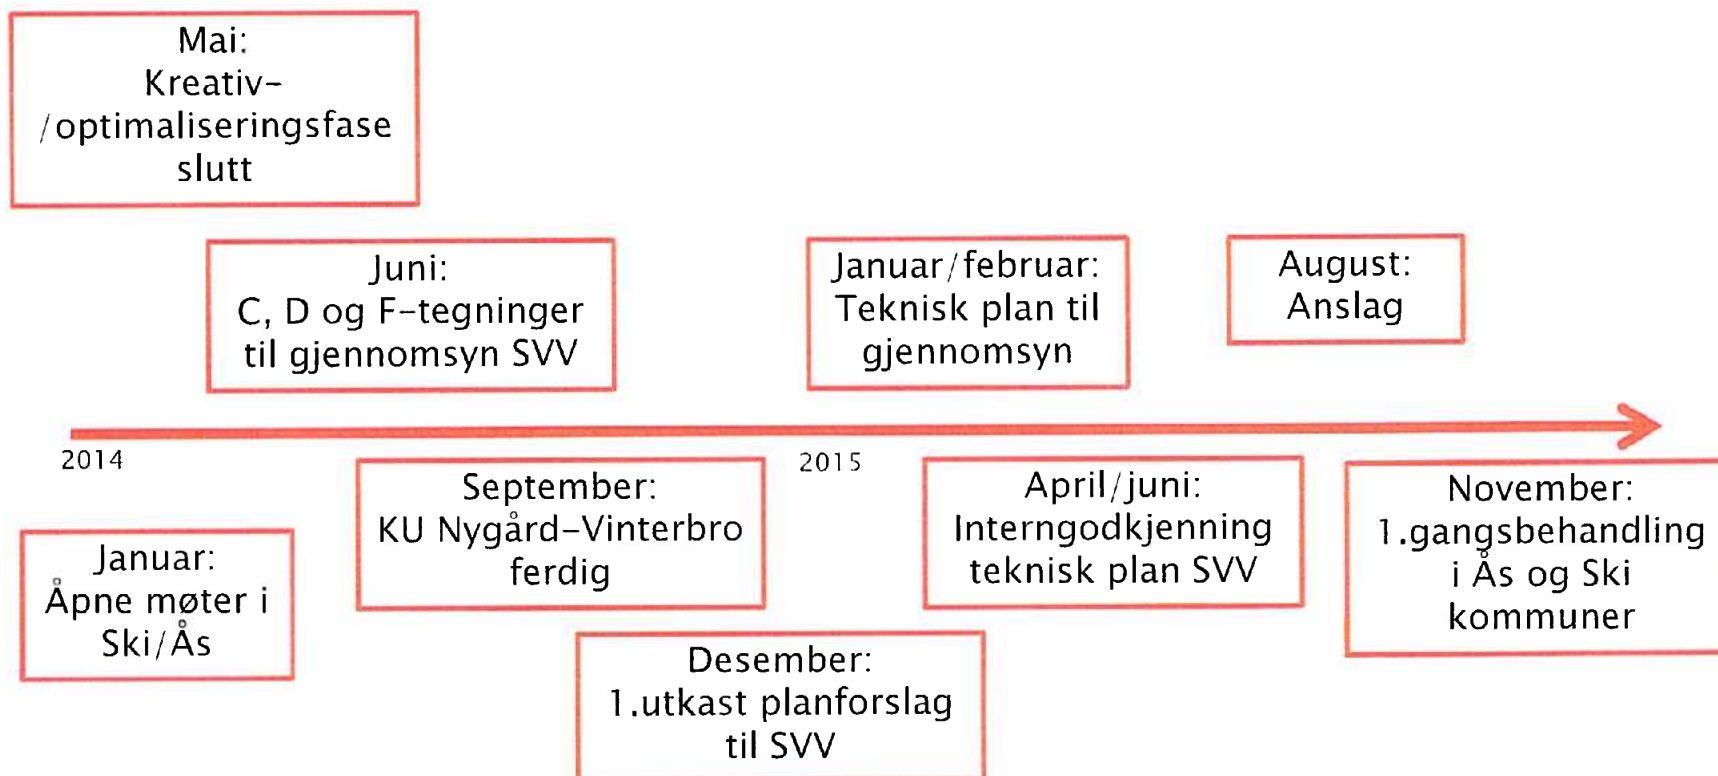 Mai:
Kreativ-
/optimaliseringsfase
slutt
Juni:
C, D og F-tegninger
til gjennomsyn SVV
Januar/februar:
Teknisk plan til
gjennomsyn
August:
Anslag
2014
2015
Januar:
Åpne møter i
Ski/Ås
September:
KU Nygård-Vinterbro
ferdig
Desember:
1.utkast planforslag
til SVV
April/juni:
Interngodkjenning
teknisk plan SVV
November:
1.gangsbehandling
i Ås og Ski
kommuner